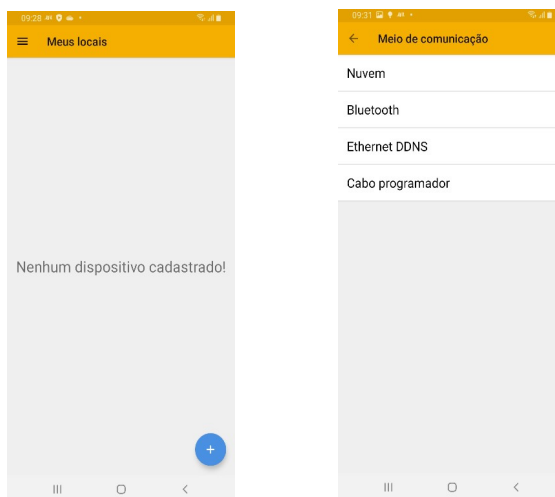 09:28
Meus locais
Nenhum dispositivo cadastrado!
+
09:31
Meio de comunicação
Nuvem
Bluetooth
Ethernet DDNS
Cabo programador